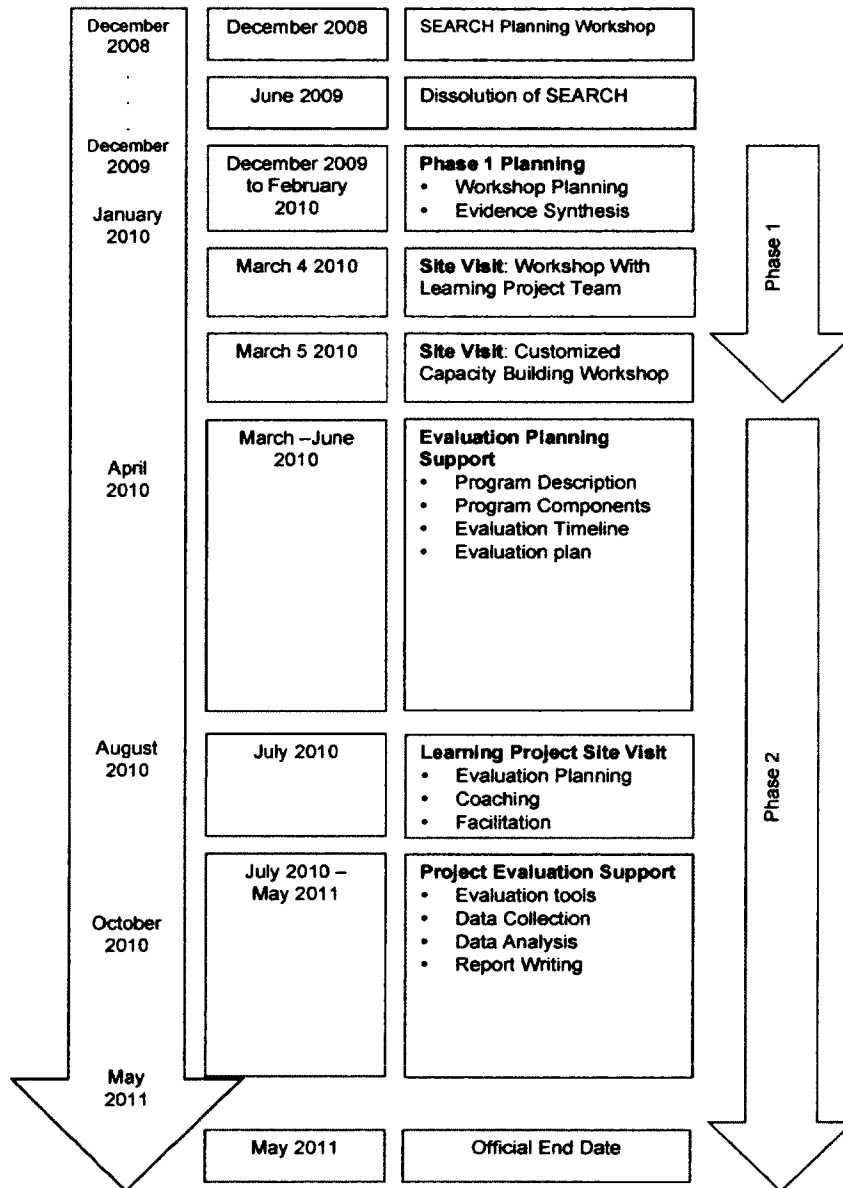 December
2008
.
.
.
December
2009
January
2010
April
2010
August
2010
October
2010
May
2011
December 2008
SEARCH Planning Workshop
June 2009
Dissolution of SEARCH
December 2009
to February
2010
Phase 1 Planning
• Workshop Planning
• Evidence Synthesis
March 4 2010
Site Visit: Workshop With
Learning Project Team
March 5 2010
Site Visit: Customized
Capacity Building Workshop
March –June
2010
Evaluation Planning
Support
• Program Description
• Program Components
• Evaluation Timeline
• Evaluation plan
July 2010
Learning Project Site Visit
• Evaluation Planning
• Coaching
• Facilitation
July 2010 –
May 2011
Project Evaluation Support
• Evaluation tools
• Data Collection
• Data Analysis
• Report Writing
May 2011
Official End Date
Phase 1
Phase 2